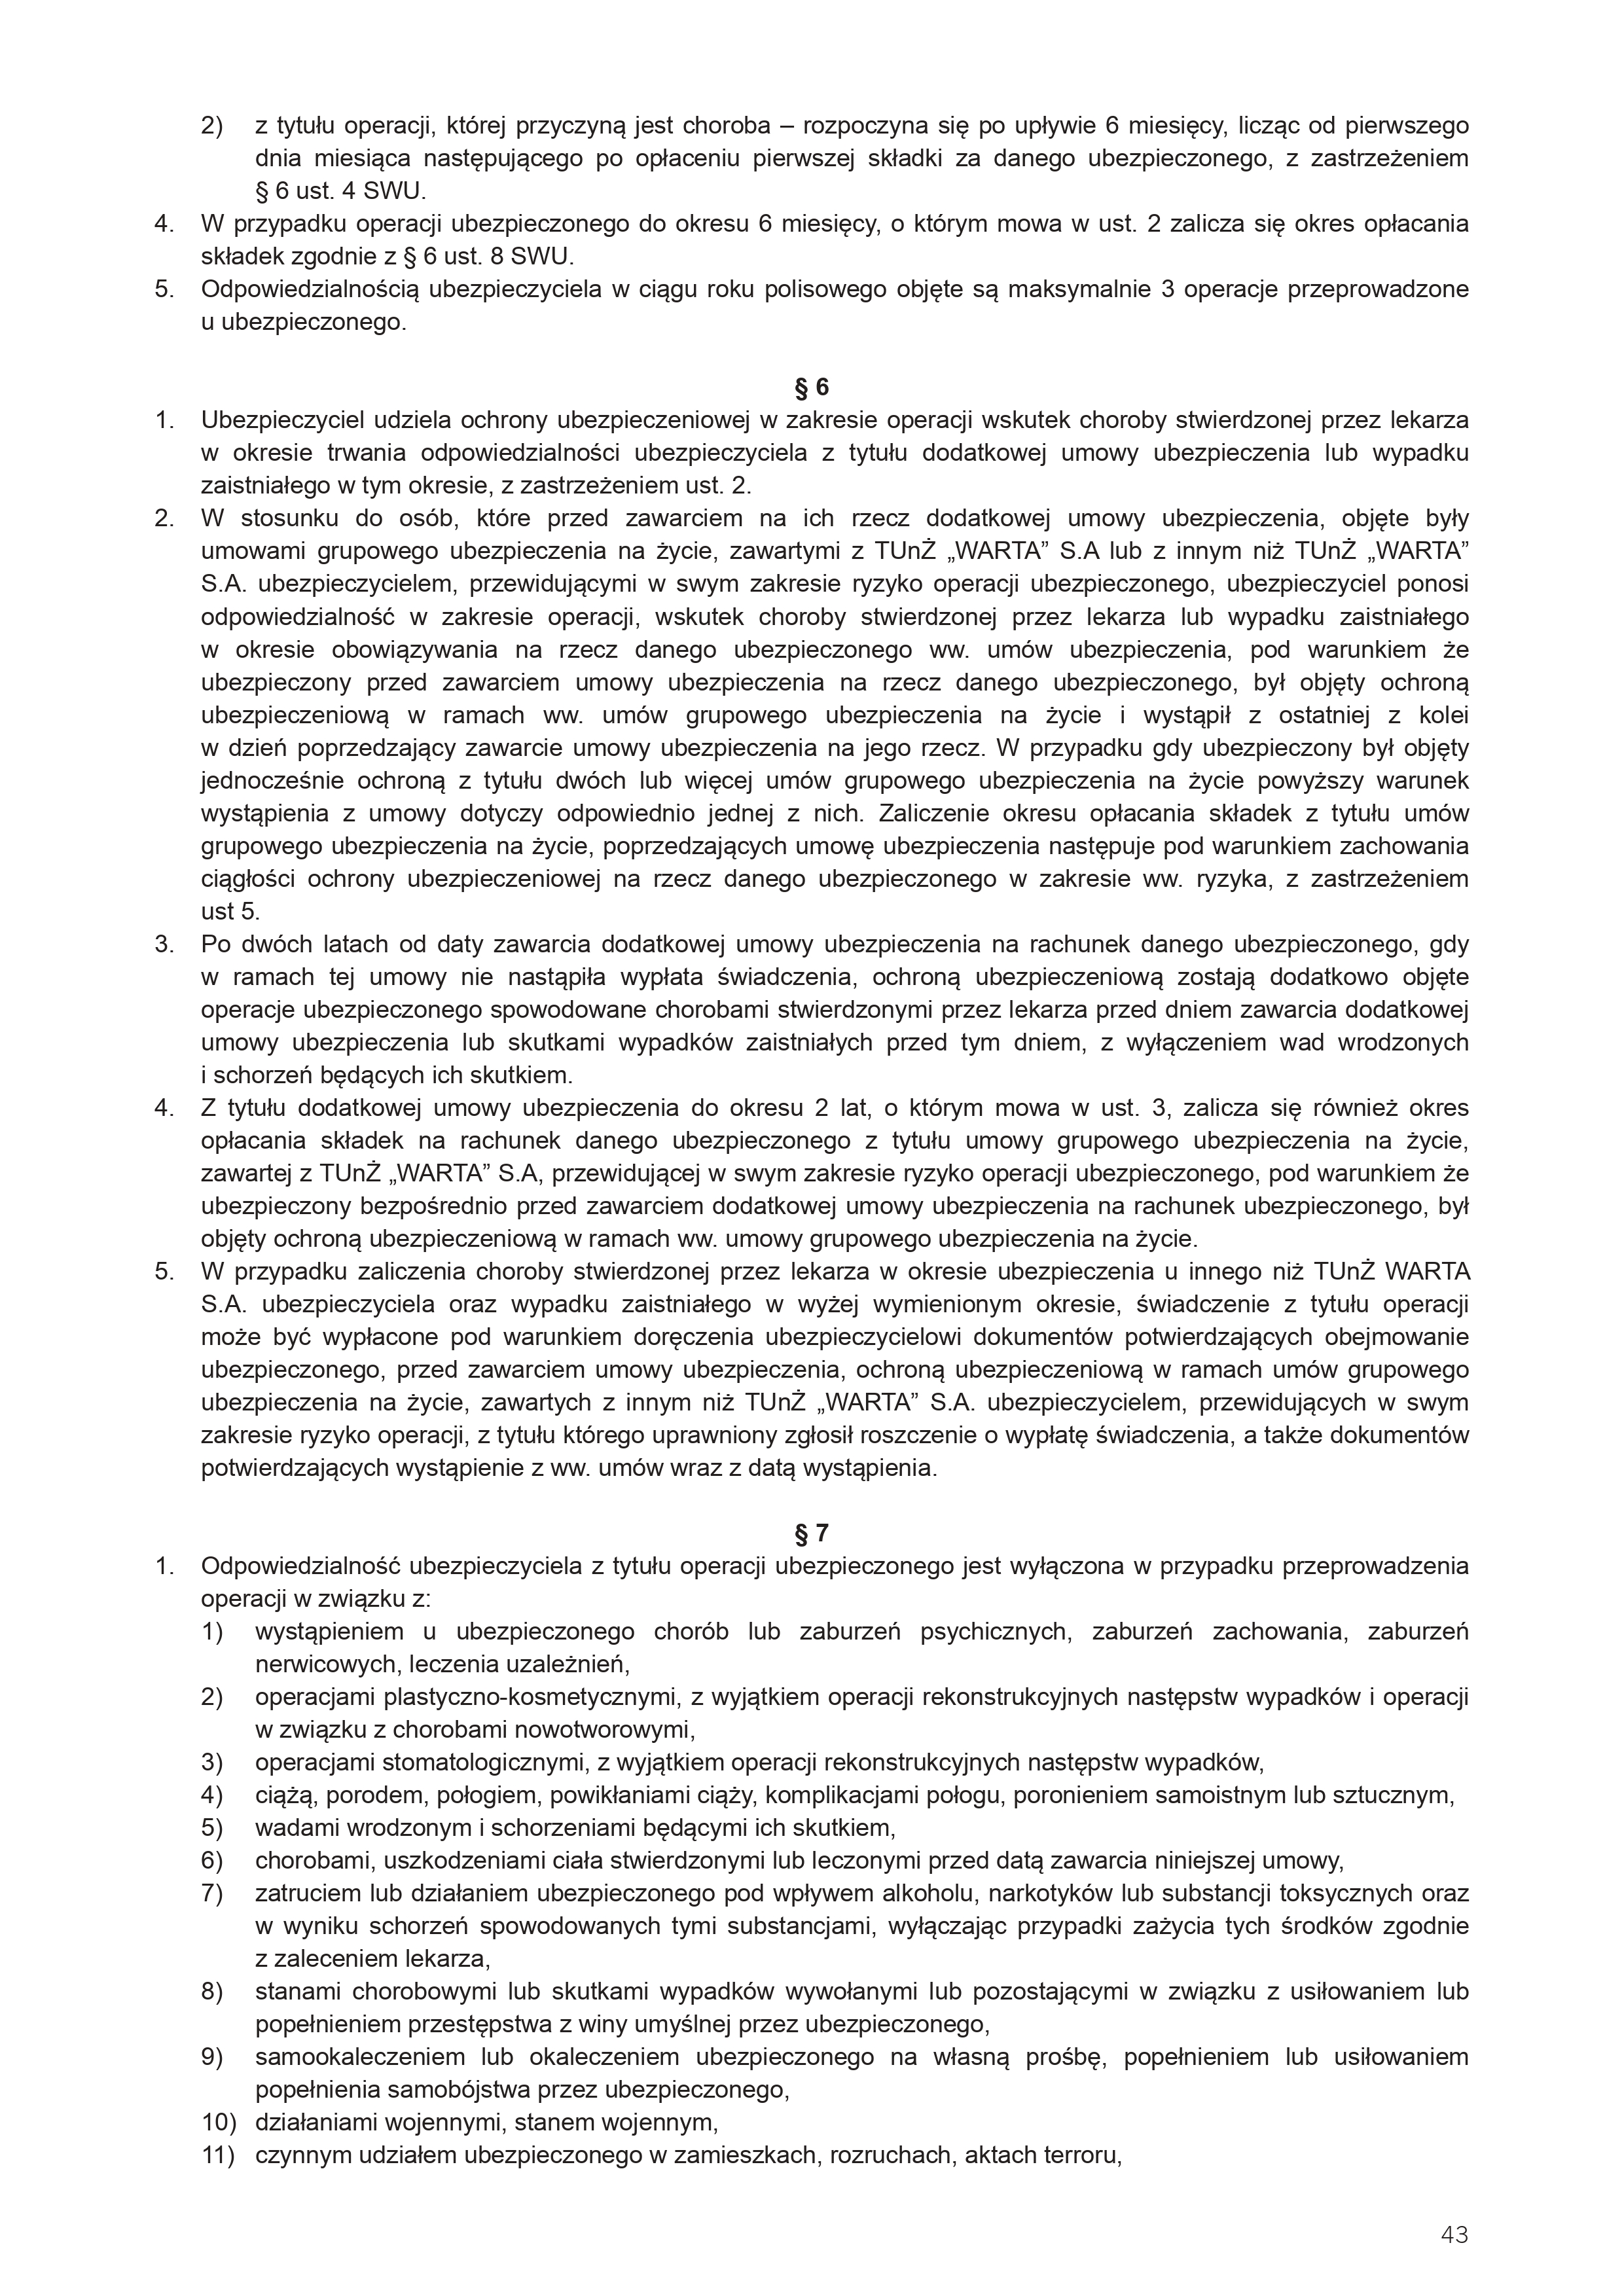 2) z tytułu operacji, której przyczyną jest choroba – rozpoczyna się po upływie 6 miesięcy, licząc od pierwszego
dnia miesiąca następującego po opłaceniu pierwszej składki za danego ubezpieczonego, z zastrzeżeniem
§ 6 ust. 4 SWU.
4. W przypadku operacji ubezpieczonego do okresu 6 miesięcy, o którym mowa w ust. 2 zalicza się okres opłacania
składek zgodnie z § 6 ust. 8 SWU.
5. Odpowiedzialnością ubezpieczyciela w ciągu roku polisowego objęte są maksymalnie 3 operacje przeprowadzone
u ubezpieczonego.
§ 6
1. Ubezpieczyciel udziela ochrony ubezpieczeniowej w zakresie operacji wskutek choroby stwierdzonej przez lekarza
w okresie trwania odpowiedzialności ubezpieczyciela z tytułu dodatkowej umowy ubezpieczenia lub wypadku
zaistniałego w tym okresie, z zastrzeżeniem ust. 2.
2. W stosunku do osób, które przed zawarciem na ich rzecz dodatkowej umowy ubezpieczenia, objęte były
umowami grupowego ubezpieczenia na życie, zawartymi z TUnŻ „WARTA” S.A lub z innym niż TUnŻ „WARTA”
S.A. ubezpieczycielem, przewidującymi w swym zakresie ryzyko operacji ubezpieczonego, ubezpieczyciel ponosi
odpowiedzialność w zakresie operacji, wskutek choroby stwierdzonej przez lekarza lub wypadku zaistniałego
w okresie obowiązywania na rzecz danego ubezpieczonego ww. umów ubezpieczenia, pod warunkiem że
ubezpieczony przed zawarciem umowy ubezpieczenia na rzecz danego ubezpieczonego, był objęty ochroną
ubezpieczeniową w ramach ww. umów grupowego ubezpieczenia na życie i wystąpił z ostatniej z kolei
w dzień poprzedzający zawarcie umowy ubezpieczenia na jego rzecz. W przypadku gdy ubezpieczony był objęty
jednocześnie ochroną z tytułu dwóch lub więcej umów grupowego ubezpieczenia na życie powyższy warunek
wystąpienia z umowy dotyczy odpowiednio jednej z nich. Zaliczenie okresu opłacania składek z tytułu umów
grupowego ubezpieczenia na życie, poprzedzających umowę ubezpieczenia następuje pod warunkiem zachowania
ciągłości ochrony ubezpieczeniowej na rzecz danego ubezpieczonego w zakresie ww. ryzyka, z zastrzeżeniem
ust 5.
3. Po dwóch latach od daty zawarcia dodatkowej umowy ubezpieczenia na rachunek danego ubezpieczonego, gdy
w ramach tej umowy nie nastąpiła wypłata świadczenia, ochroną ubezpieczeniową zostają dodatkowo objęte
operacje ubezpieczonego spowodowane chorobami stwierdzonymi przez lekarza przed dniem zawarcia dodatkowej
umowy ubezpieczenia lub skutkami wypadków zaistniałych przed tym dniem, z wyłączeniem wad wrodzonych
i schorzeń będących ich skutkiem.
4. Z tytułu dodatkowej umowy ubezpieczenia do okresu 2 lat, o którym mowa w ust. 3, zalicza się również okres
opłacania składek na rachunek danego ubezpieczonego z tytułu umowy grupowego ubezpieczenia na życie,
zawartej z TUnŻ „WARTA” S.A, przewidującej w swym zakresie ryzyko operacji ubezpieczonego, pod warunkiem że
ubezpieczony bezpośrednio przed zawarciem dodatkowej umowy ubezpieczenia na rachunek ubezpieczonego, był
objęty ochroną ubezpieczeniową w ramach ww. umowy grupowego ubezpieczenia na życie.
5. W przypadku zaliczenia choroby stwierdzonej przez lekarza w okresie ubezpieczenia u innego niż TUnŻ WARTA
S.A. ubezpieczyciela oraz wypadku zaistniałego w wyżej wymienionym okresie, świadczenie z tytułu operacji
może być wypłacone pod warunkiem doręczenia ubezpieczycielowi dokumentów potwierdzających obejmowanie
ubezpieczonego, przed zawarciem umowy ubezpieczenia, ochroną ubezpieczeniową w ramach umów grupowego
ubezpieczenia na życie, zawartych z innym niż TUnŻ „WARTA” S.A. ubezpieczycielem, przewidujących w swym
zakresie ryzyko operacji, z tytułu którego uprawniony zgłosił roszczenie o wypłatę świadczenia, a także dokumentów
potwierdzających wystąpienie z ww. umów wraz z datą wystąpienia.
§ 7
1. Odpowiedzialność ubezpieczyciela z tytułu operacji ubezpieczonego jest wyłączona w przypadku przeprowadzenia
operacji w związku z:
1) wystąpieniem u ubezpieczonego chorób lub zaburzeń psychicznych, zaburzeń zachowania, zaburzeń
nerwicowych, leczenia uzależnień,
2) operacjami plastyczno-kosmetycznymi, z wyjątkiem operacji rekonstrukcyjnych następstw wypadków i operacji
w związku z chorobami nowotworowymi,
3) operacjami stomatologicznymi, z wyjątkiem operacji rekonstrukcyjnych następstw wypadków,
4) ciążą, porodem, połogiem, powikłaniami ciąży, komplikacjami połogu, poronieniem samoistnym lub sztucznym,
5) wadami wrodzonym i schorzeniami będącymi ich skutkiem,
6) chorobami, uszkodzeniami ciała stwierdzonymi lub leczonymi przed datą zawarcia niniejszej umowy,
7) zatruciem lub działaniem ubezpieczonego pod wpływem alkoholu, narkotyków lub substancji toksycznych oraz
w wyniku schorzeń spowodowanych tymi substancjami, wyłączając przypadki zażycia tych środków zgodnie
z zaleceniem lekarza,
8) stanami chorobowymi lub skutkami wypadków wywołanymi lub pozostającymi w związku z usiłowaniem lub
popełnieniem przestępstwa z winy umyślnej przez ubezpieczonego,
9) samookaleczeniem lub okaleczeniem ubezpieczonego na własną prośbę, popełnieniem lub usiłowaniem
popełnienia samobójstwa przez ubezpieczonego,
10) działaniami wojennymi, stanem wojennym,
11) czynnym udziałem ubezpieczonego w zamieszkach, rozruchach, aktach terroru,
43